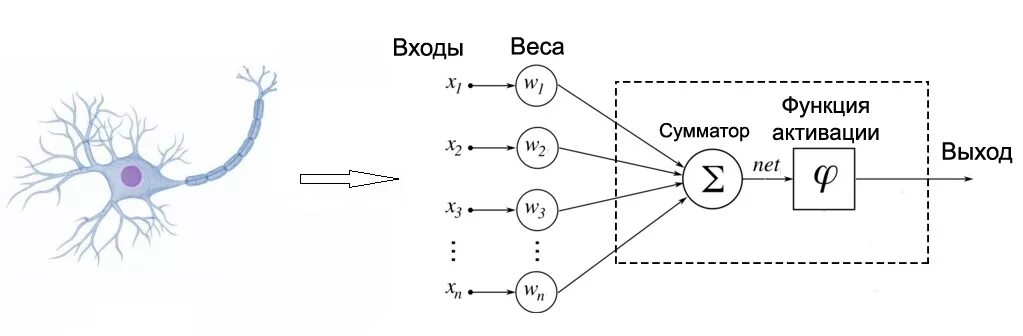 Входы
Веса
x1
w1
x2
w2
x3
w3
⋮
⋮
xn
wn
Сумматор
Σ
net
Функция
активации
φ
Выход